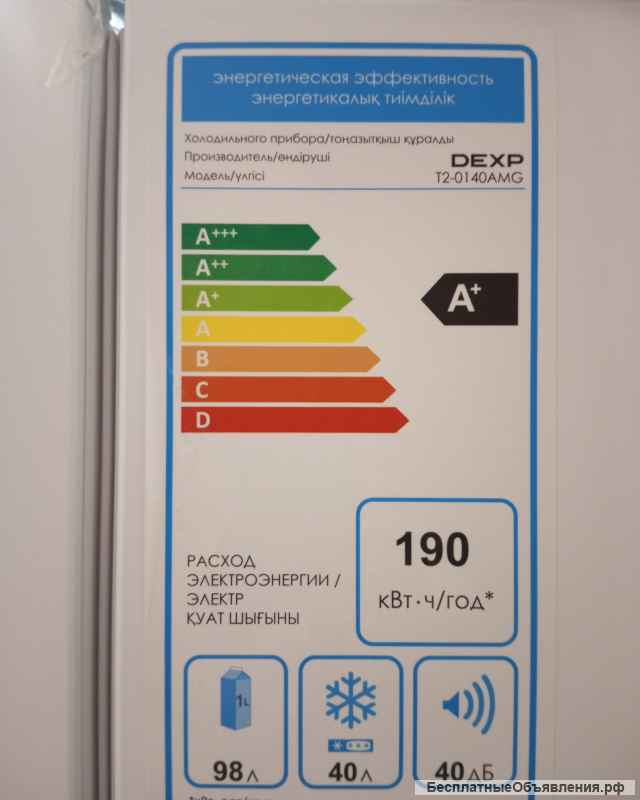 энергетическая эффективность
энергетикалық тиімділік
Холодильного прибора/тоңазытқыш құралды
Производитель/өндіруші DEXP
Модель/үлгісі T2-0140AMG
A+++
A++
A+
A+
A
B
C
D
190
кВт·ч/год*
РАСХОД
ЭЛЕКТРОЭНЕРГИИ /
ЭЛЕКТР
ҚУАТ ШЫҒЫНЫ
1L
98 л
40 л
40 дБ
БесплатныеОбъявления.рф